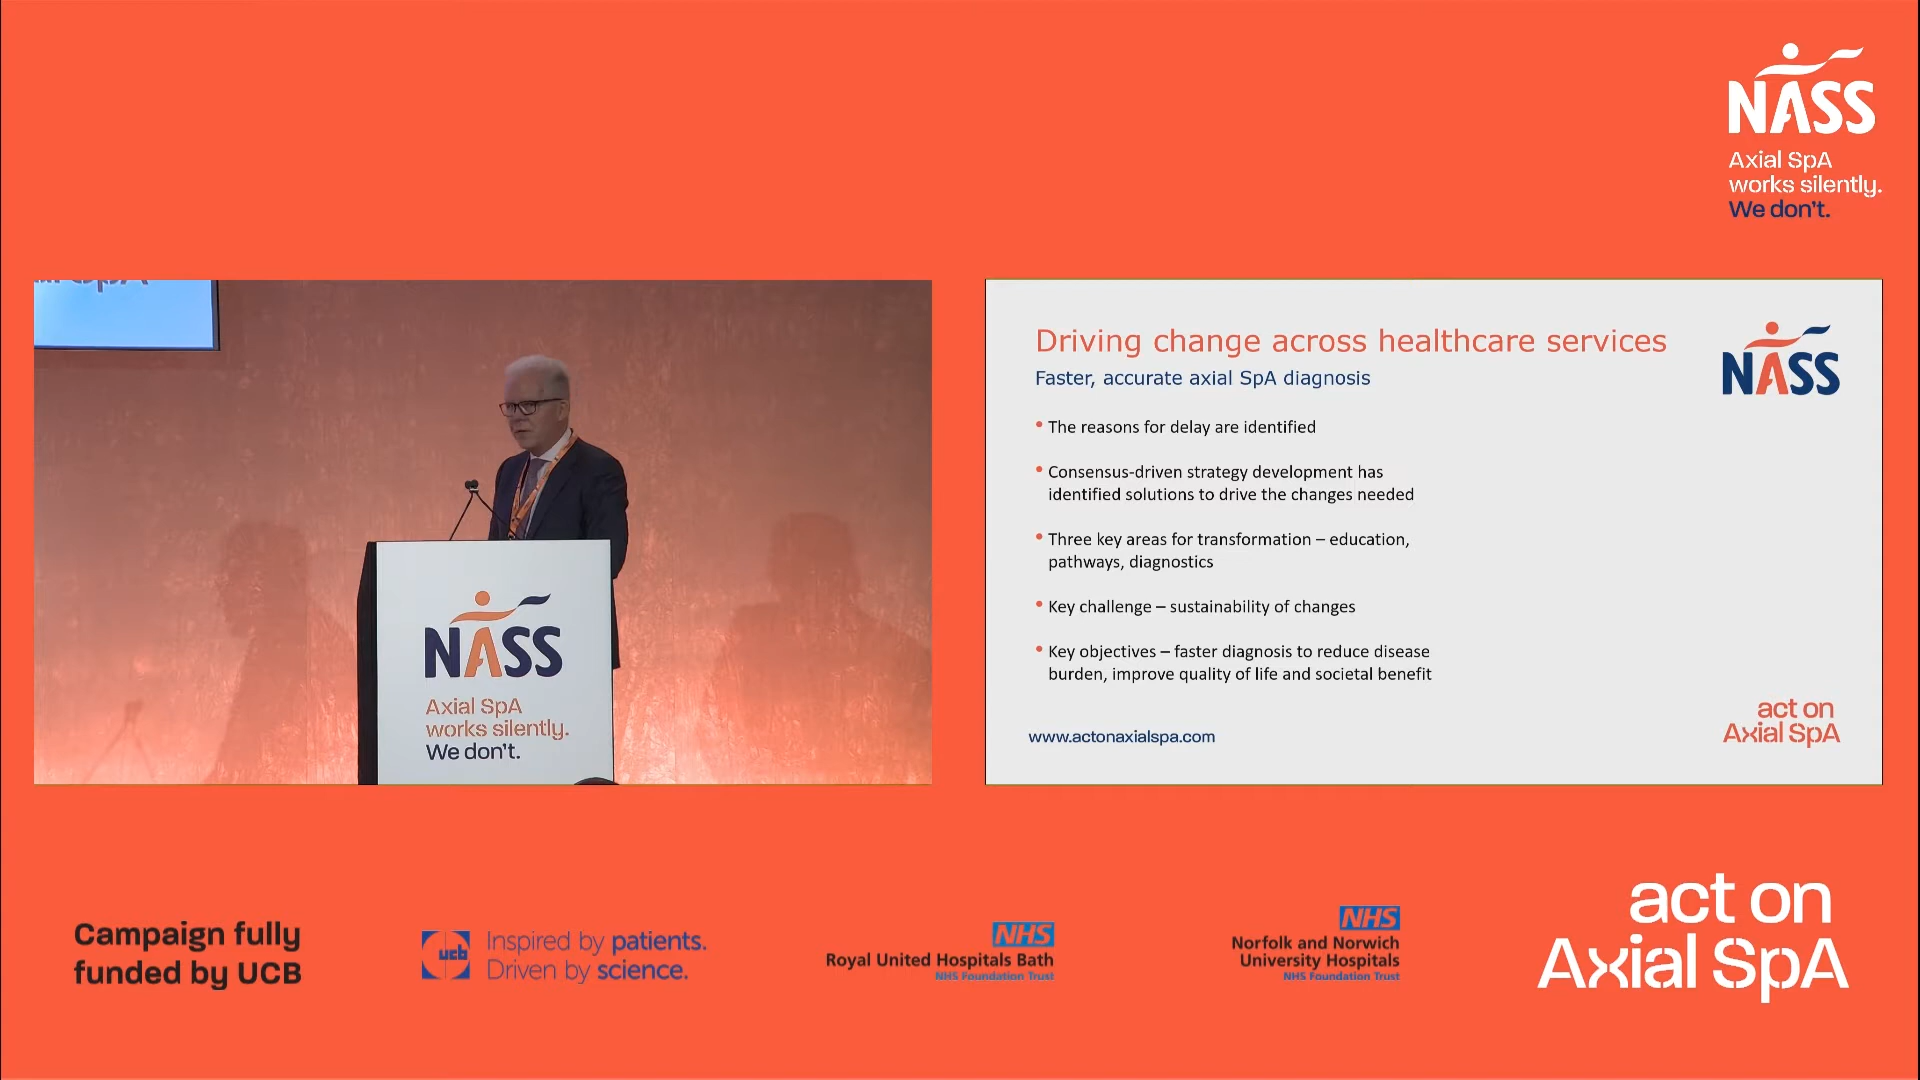 NASS
Axial SpA
works silently.
We don't.
NASS
Axial SpA
works silently.
We don't.
Driving change across healthcare services
Faster, accurate axial SpA diagnosis
NASS
• The reasons for delay are identified
• Consensus-driven strategy development has
identified solutions to drive the changes needed
• Three key areas for transformation – education,
pathways, diagnostics
• Key challenge – sustainability of changes
• Key objectives – faster diagnosis to reduce disease
burden, improve quality of life and societal benefit
www.actonaxialspa.com
act on
Axial SpA
Campaign fully
funded by UCB
ucb
Inspired by patients.
Driven by science.
NHS
Royal United Hospitals Bath
NHS Foundation Trust
NHS
Norfolk and Norwich
University Hospitals
NHS Foundation Trust
act on
Axial SpA